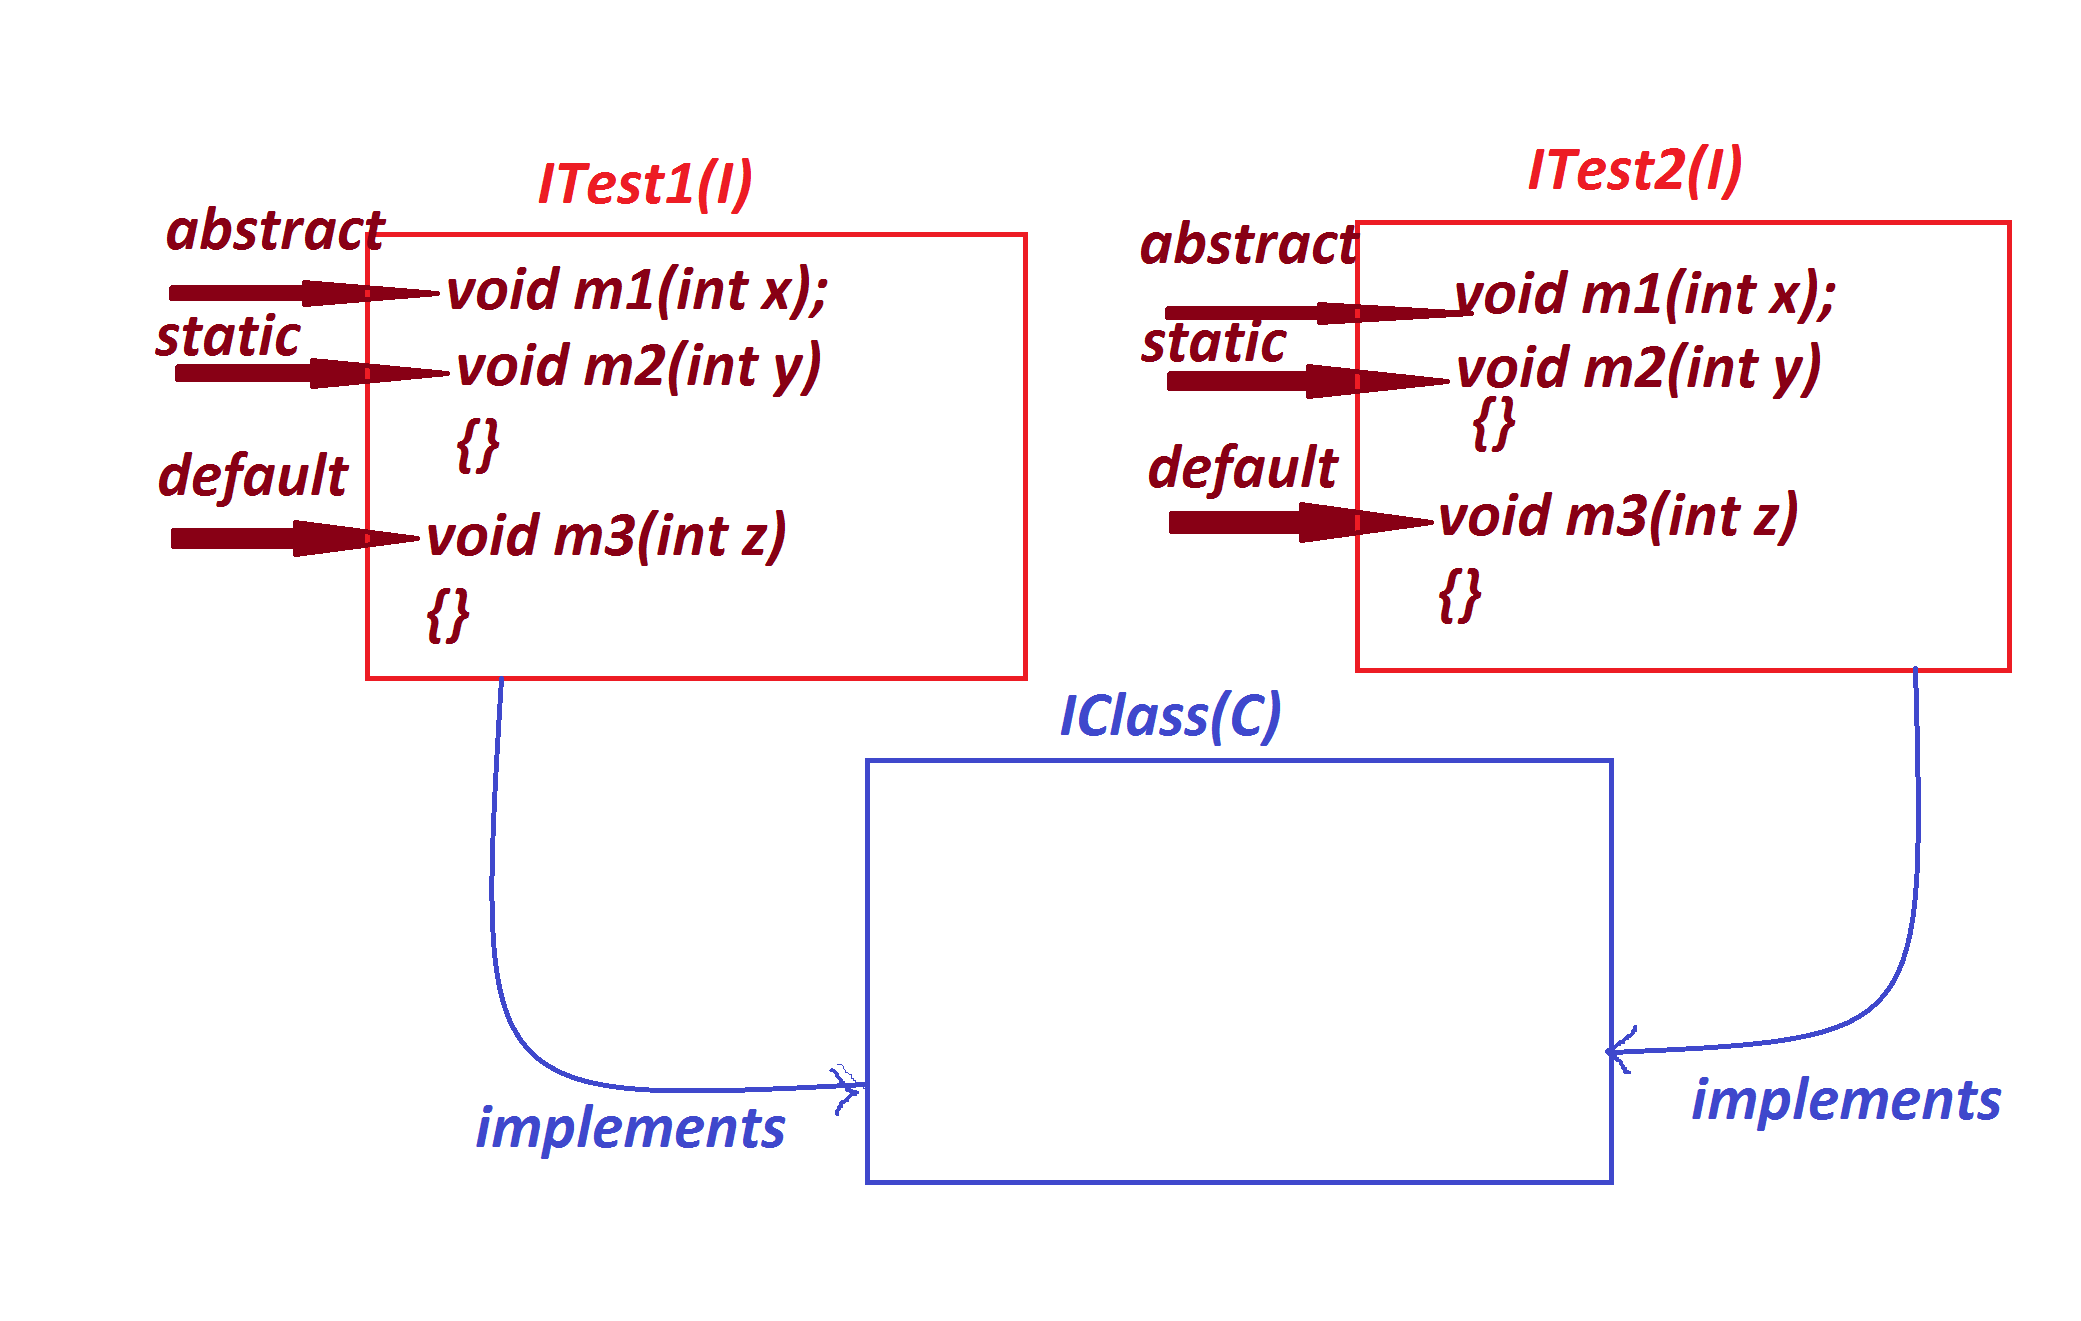 ITest1(I)
abstract
void m1(int x);
static
void m2(int y)
{}
default
void m3(int z)
{}
ITest2(I)
abstract
void m1(int x);
static
void m2(int y)
{}
default
void m3(int z)
{}
IClass(C)
implements
implements